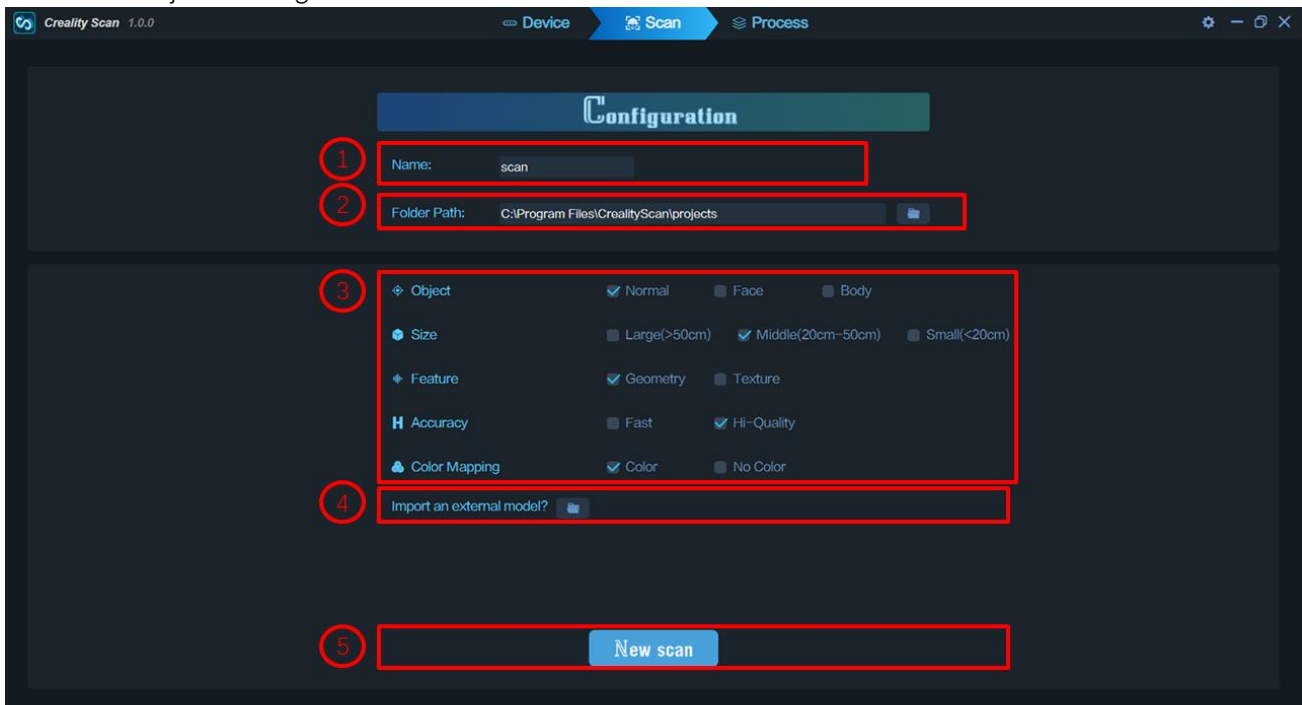 Creality Scan 1.0.0 Device Scan Process
Configuration
1 Name: scan
2 Folder Path: C:\Program Files\CrealityScan\projects
3 Object Normal Face Body
Size Large(>50cm) Middle(20cm-50cm) Small(<20cm)
Feature Geometry Texture
H Accuracy Fast Hi-Quality
Color Mapping Color No Color
4 Import an external model?
5 New scan